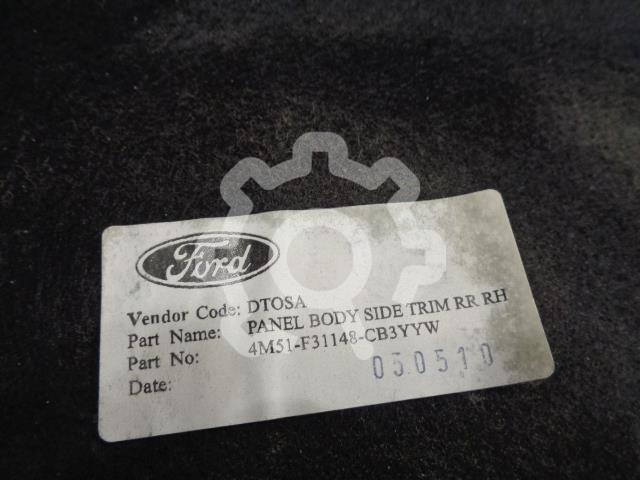 Ford
Vendor Code: DTOSA
Part Name: PANEL BODY SIDE TRIM RR RH
Part No: 4M51-F31148-CB3YYW
Date: 050510